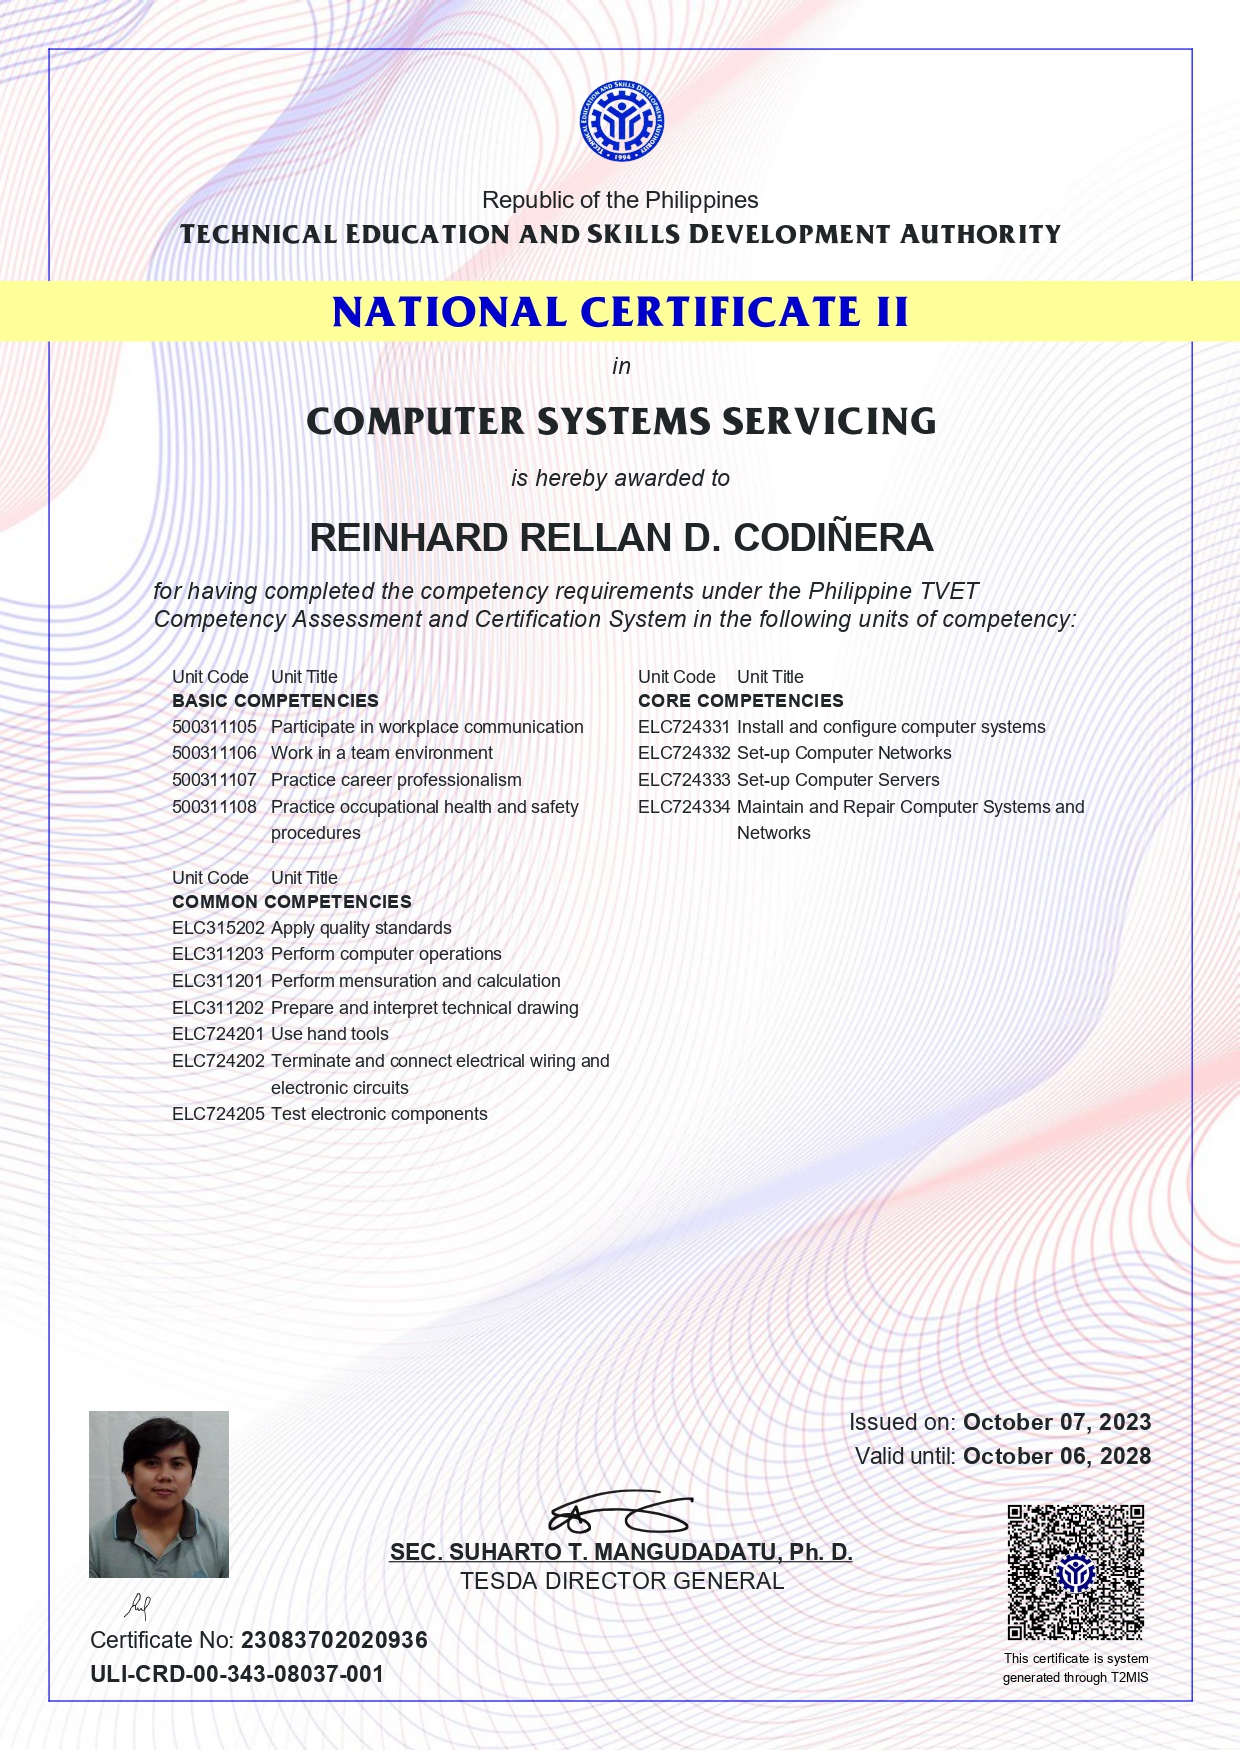 TECHNICAL EDUCATION AND SKILLS DEVELOPMENT AUTHORITY
• 1994 •
Republic of the Philippines
TECHNICAL EDUCATION AND SKILLS DEVELOPMENT AUTHORITY
NATIONAL CERTIFICATE II
in
COMPUTER SYSTEMS SERVICING
is hereby awarded to
REINHARD RELLAN D. CODIÑERA
for having completed the competency requirements under the Philippine TVET
Competency Assessment and Certification System in the following units of competency:
Unit Code Unit Title
BASIC COMPETENCIES
500311105 Participate in workplace communication
500311106 Work in a team environment
500311107 Practice career professionalism
500311108 Practice occupational health and safety
procedures
Unit Code Unit Title
COMMON COMPETENCIES
ELC315202 Apply quality standards
ELC311203 Perform computer operations
ELC311201 Perform mensuration and calculation
ELC311202 Prepare and interpret technical drawing
ELC724201 Use hand tools
ELC724202 Terminate and connect electrical wiring and
electronic circuits
ELC724205 Test electronic components
Unit Code Unit Title
CORE COMPETENCIES
ELC724331 Install and configure computer systems
ELC724332 Set-up Computer Networks
ELC724333 Set-up Computer Servers
ELC724334 Maintain and Repair Computer Systems and
Networks
Issued on: October 07, 2023
Valid until: October 06, 2028
SEC. SUHARTO T. MANGUDADATU, Ph. D.
TESDA DIRECTOR GENERAL
Certificate No: 23083702020936
ULI-CRD-00-343-08037-001
This certificate is system
generated through T2MIS